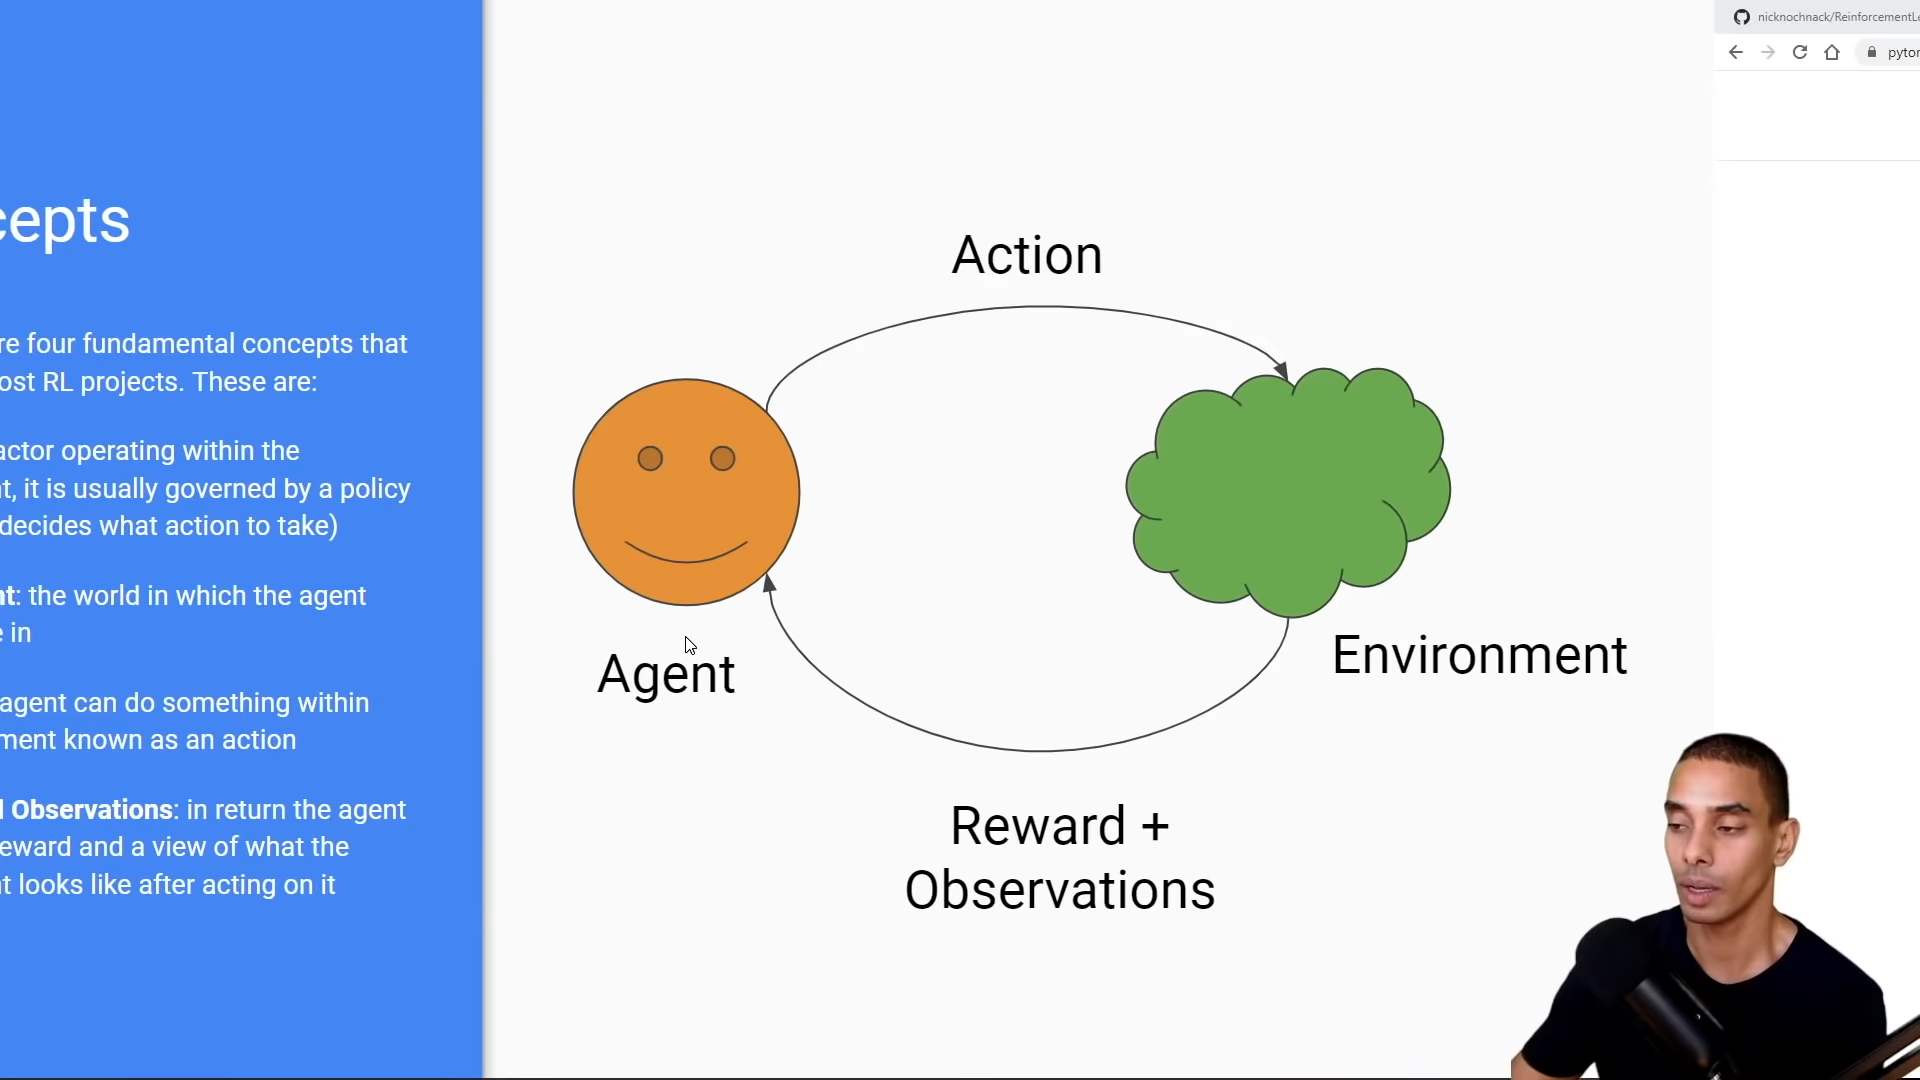 cepts
re four fundamental concepts that
ost RL projects. These are:
actor operating within the
t, it is usually governed by a policy
decides what action to take)
nt: the world in which the agent
e in
agent can do something within
ment known as an action
d Observations: in return the agent
eward and a view of what the
t looks like after acting on it
Action
Agent
Environment
Reward +
Observations
nicknochnack/ReinforcementLe
pytor